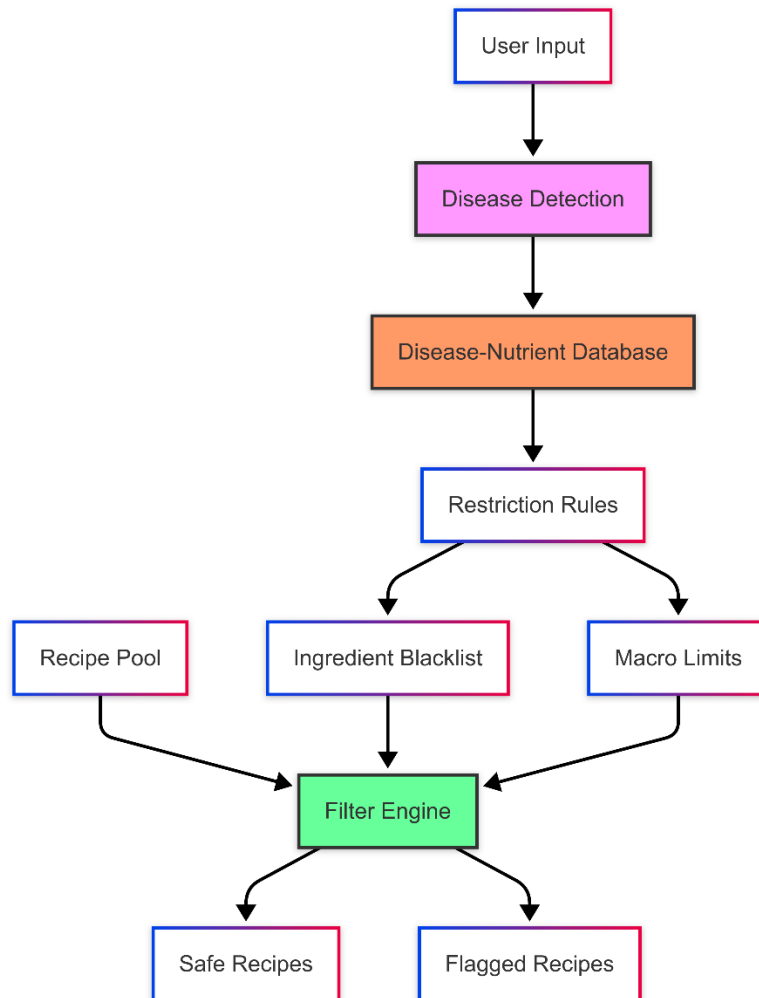 User Input
Disease Detection
Disease-Nutrient Database
Restriction Rules
Recipe Pool
Ingredient Blacklist
Macro Limits
Filter Engine
Safe Recipes
Flagged Recipes